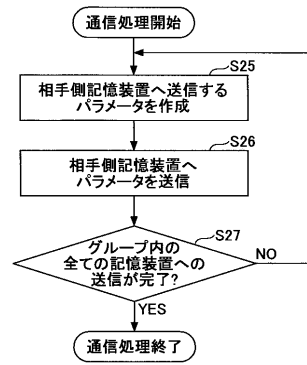 通信処理開始
S25
相手側記憶装置へ送信する
パラメータを作成
S26
相手側記憶装置へ
パラメータを送信
S27
グループ内の
全ての記憶装置への
送信が完了?
NO
YES
通信処理終了